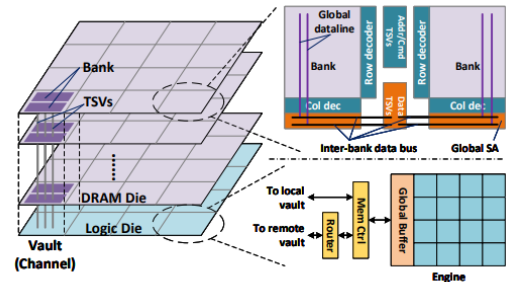 Bank
TSVs
DRAM Die
Logic Die
Vault
(Channel)
Global
dataline
Bank
Row decoder
Addr/Cmd
TSVs
Row decoder
Bank
Col dec
Data
TSVs
Col dec
Inter-bank data bus
Global SA
To local
vault
To remote
vault
Router
Mem Ctrl
Global Buffer
Engine